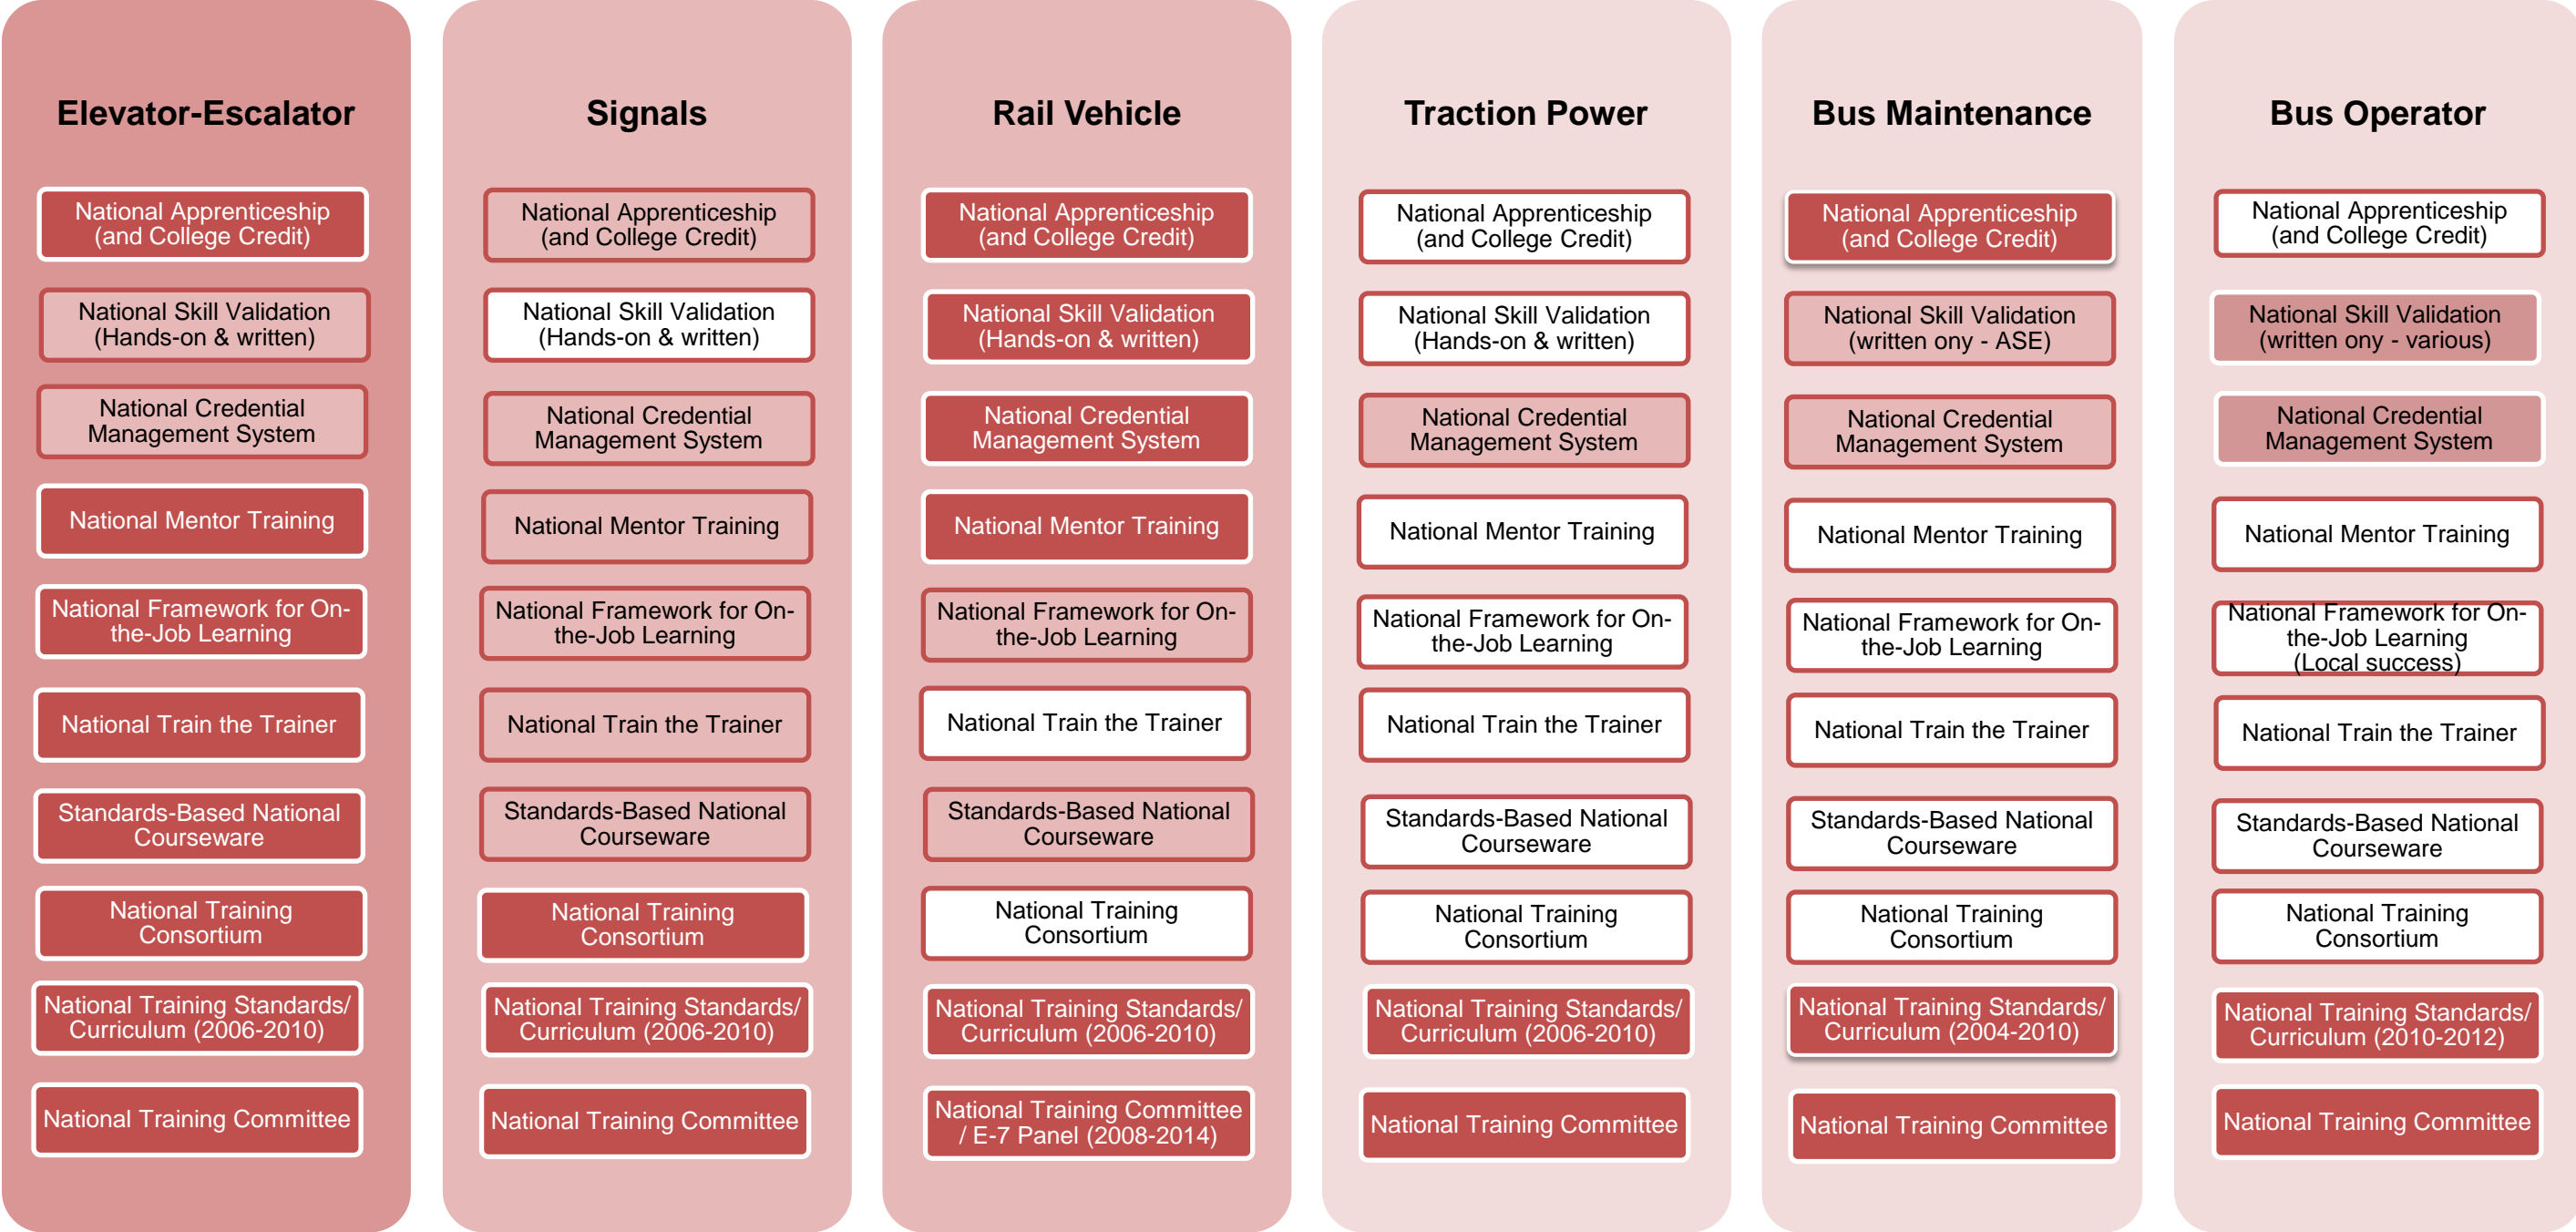 Elevator-Escalator
National Apprenticeship
(and College Credit)
National Skill Validation
(Hands-on & written)
National Credential
Management System
National Mentor Training
National Framework for On-
the-Job Learning
National Train the Trainer
Standards-Based National
Courseware
National Training
Consortium
National Training Standards/
Curriculum (2006-2010)
National Training Committee
Signals
National Apprenticeship
(and College Credit)
National Skill Validation
(Hands-on & written)
National Credential
Management System
National Mentor Training
National Framework for On-
the-Job Learning
National Train the Trainer
Standards-Based National
Courseware
National Training
Consortium
National Training Standards/
Curriculum (2006-2010)
National Training Committee
Rail Vehicle
National Apprenticeship
(and College Credit)
National Skill Validation
(Hands-on & written)
National Credential
Management System
National Mentor Training
National Framework for On-
the-Job Learning
National Train the Trainer
Standards-Based National
Courseware
National Training
Consortium
National Training Standards/
Curriculum (2006-2010)
National Training Committee
/ E-7 Panel (2008-2014)
Traction Power
National Apprenticeship
(and College Credit)
National Skill Validation
(Hands-on & written)
National Credential
Management System
National Mentor Training
National Framework for On-
the-Job Learning
National Train the Trainer
Standards-Based National
Courseware
National Training
Consortium
National Training Standards/
Curriculum (2006-2010)
National Training Committee
Bus Maintenance
National Apprenticeship
(and College Credit)
National Skill Validation
(written ony - ASE)
National Credential
Management System
National Mentor Training
National Framework for On-
the-Job Learning
National Train the Trainer
Standards-Based National
Courseware
National Training
Consortium
National Training Standards/
Curriculum (2004-2010)
National Training Committee
Bus Operator
National Apprenticeship
(and College Credit)
National Skill Validation
(written ony - various)
National Credential
Management System
National Mentor Training
National Framework for On-
the-Job Learning
(Local success)
National Train the Trainer
Standards-Based National
Courseware
National Training
Consortium
National Training Standards/
Curriculum (2010-2012)
National Training Committee